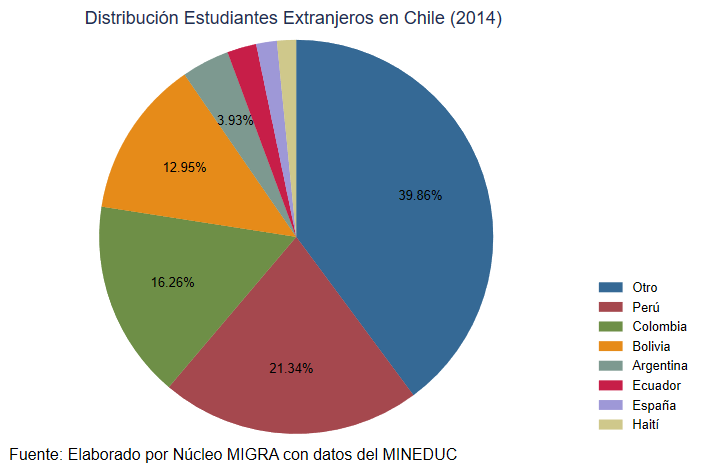 Distribución Estudiantes Extranjeros en Chile (2014)
3.93%
12.95%
39.86%
16.26%
21.34%
Otro
Perú
Colombia
Bolivia
Argentina
Ecuador
España
Haití
Fuente: Elaborado por Núcleo MIGRA con datos del MINEDUC